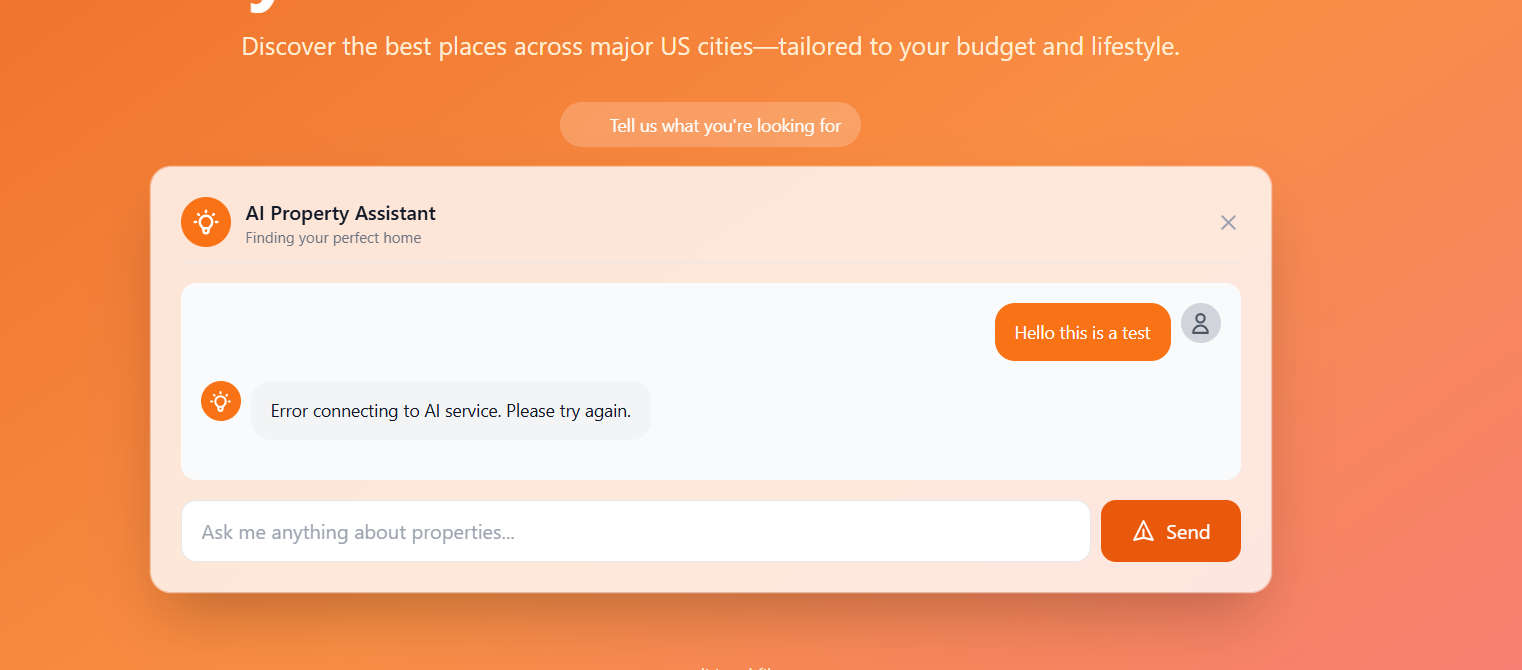 Discover the best places across major US cities—tailored to your budget and lifestyle.
Tell us what you're looking for
AI Property Assistant
Finding your perfect home
Hello this is a test
Error connecting to AI service. Please try again.
Ask me anything about properties...
Send